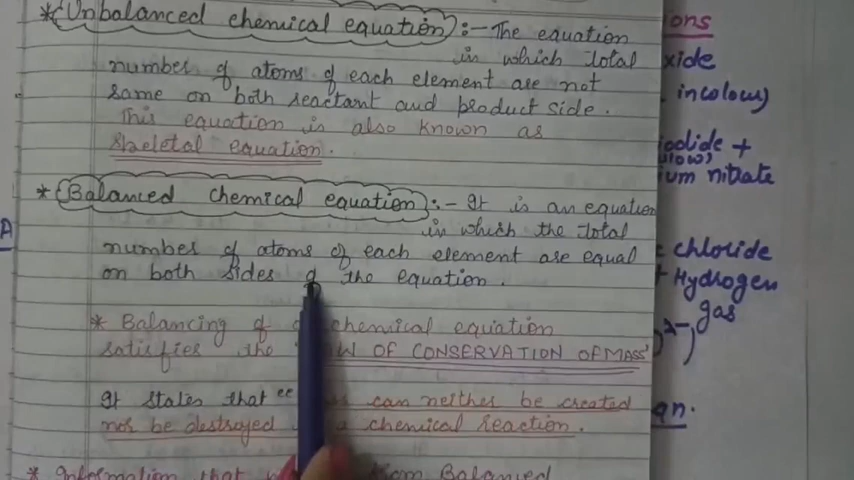 *Unbalanced chemical equation :- The equation
in which total
number of atoms of each element are not
same on both reactant and product side.
This equation is also known as
skeletal equation.
* Balanced chemical equation :- It is an equation
in which the total
number of atoms of each element are equal
on both sides of the equation.
* Balancing of chemical equation
satisfies the OF CONSERVATION OF MASS'
It states that "can neither be created
nor be destroyed a chemical reaction.
* Information that from Balanced
A
ons
xide
incolour)
iodide +
ium nitrate
chloride
+ Hydrogen
gas